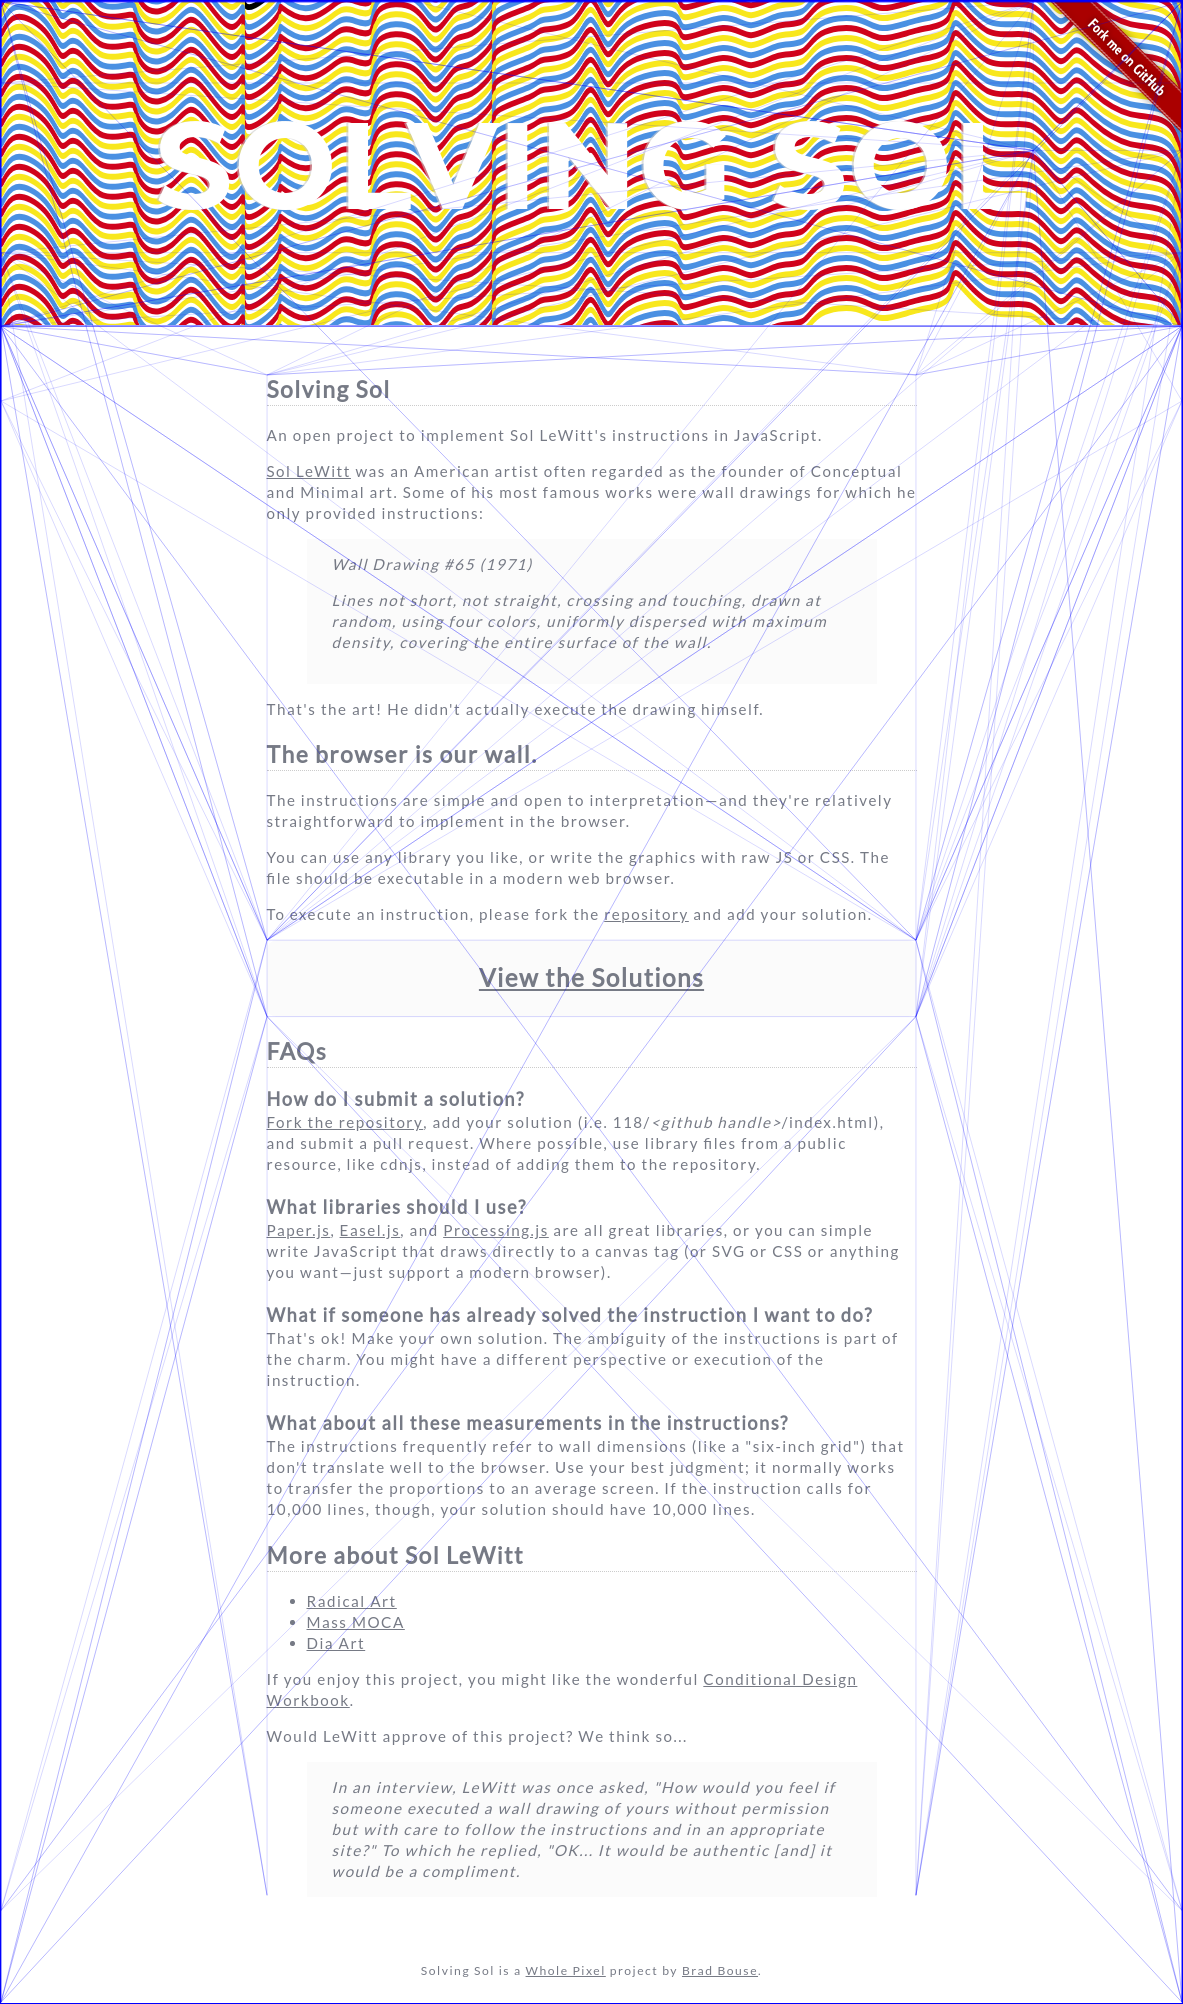 Fork me on GitHub
SOLVING SOL
Solving Sol
An open project to implement Sol LeWitt's instructions in JavaScript.
Sol LeWitt was an American artist often regarded as the founder of Conceptual
and Minimal art. Some of his most famous works were wall drawings for which he
only provided instructions:
Wall Drawing #65 (1971)
Lines not short, not straight, crossing and touching, drawn at
random, using four colors, uniformly dispersed with maximum
density, covering the entire surface of the wall.
That's the art! He didn't actually execute the drawing himself.
The browser is our wall.
The instructions are simple and open to interpretation—and they're relatively
straightforward to implement in the browser.
You can use any library you like, or write the graphics with raw JS or CSS. The
file should be executable in a modern web browser.
To execute an instruction, please fork the repository and add your solution.
View the Solutions
FAQs
How do I submit a solution?
Fork the repository, add your solution (i.e. 118/<github handle>/index.html),
and submit a pull request. Where possible, use library files from a public
resource, like cdnjs, instead of adding them to the repository.
What libraries should I use?
Paper.js, Easel.js, and Processing.js are all great libraries, or you can simple
write JavaScript that draws directly to a canvas tag (or SVG or CSS or anything
you want—just support a modern browser).
What if someone has already solved the instruction I want to do?
That's ok! Make your own solution. The ambiguity of the instructions is part of
the charm. You might have a different perspective or execution of the
instruction.
What about all these measurements in the instructions?
The instructions frequently refer to wall dimensions (like a "six-inch grid") that
don't translate well to the browser. Use your best judgment; it normally works
to transfer the proportions to an average screen. If the instruction calls for
10,000 lines, though, your solution should have 10,000 lines.
More about Sol LeWitt
• Radical Art
• Mass MOCA
• Dia Art
If you enjoy this project, you might like the wonderful Conditional Design
Workbook.
Would LeWitt approve of this project? We think so...
In an interview, LeWitt was once asked, "How would you feel if
someone executed a wall drawing of yours without permission
but with care to follow the instructions and in an appropriate
site?" To which he replied, "OK... It would be authentic [and] it
would be a compliment.
Solving Sol is a Whole Pixel project by Brad Bouse.